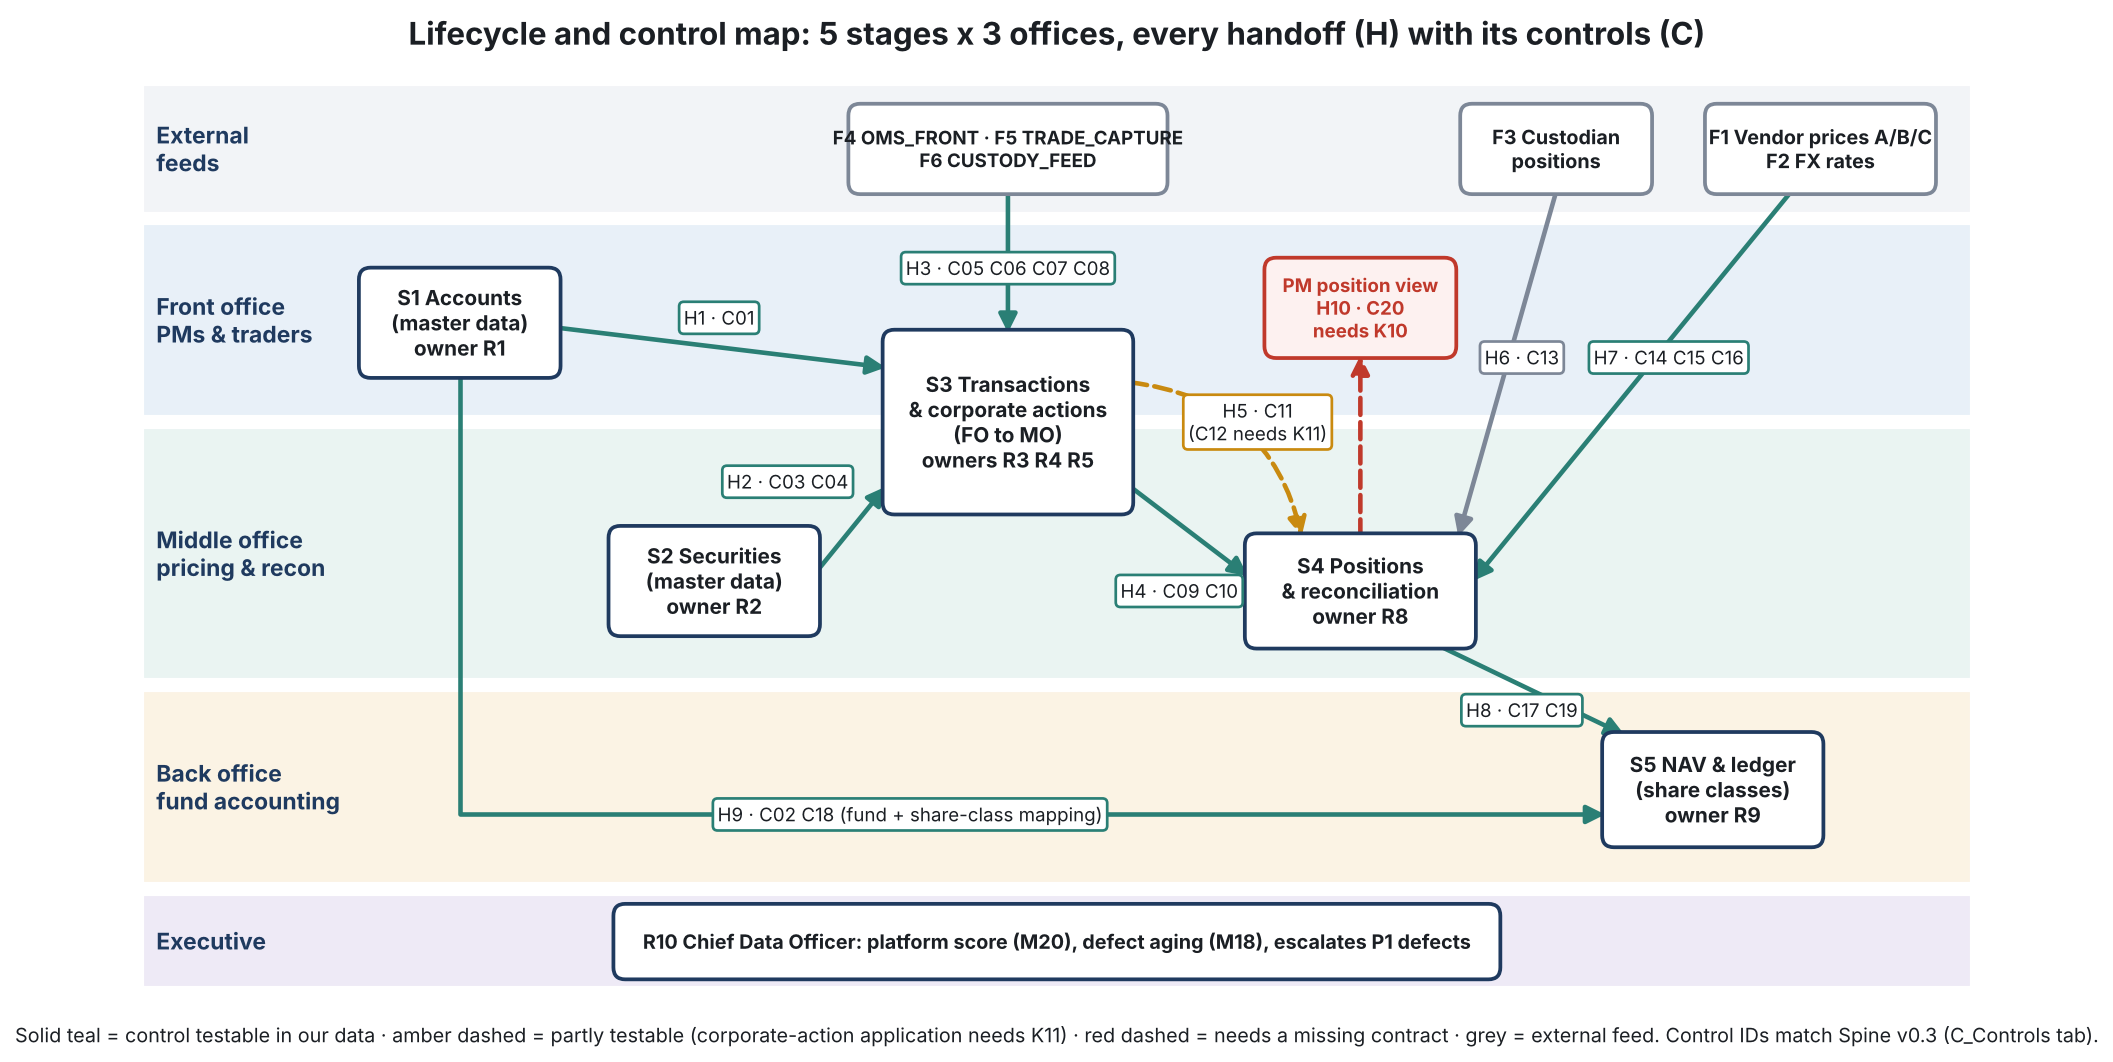 Lifecycle and control map: 5 stages x 3 offices, every handoff (H) with its controls (C)
External
feeds
F4 OMS_FRONT · F5 TRADE_CAPTURE
F6 CUSTODY_FEED
F3 Custodian
positions
F1 Vendor prices A/B/C
F2 FX rates
Front office
PMs & traders
S1 Accounts
(master data)
owner R1
H1 · C01
H3 · C05 C06 C07 C08
PM position view
H10 · C20
needs K10
H6 · C13
H7 · C14 C15 C16
S3 Transactions
& corporate actions
(FO to MO)
owners R3 R4 R5
H5 · C11
(C12 needs K11)
Middle office
pricing & recon
H2 · C03 C04
S2 Securities
(master data)
owner R2
H4 · C09 C10
S4 Positions
& reconciliation
owner R8
H8 · C17 C19
Back office
fund accounting
H9 · C02 C18 (fund + share-class mapping)
S5 NAV & ledger
(share classes)
owner R9
Executive
R10 Chief Data Officer: platform score (M20), defect aging (M18), escalates P1 defects
Solid teal = control testable in our data · amber dashed = partly testable (corporate-action application needs K11) · red dashed = needs a missing contract · grey = external feed. Control IDs match Spine v0.3 (C_Controls tab).